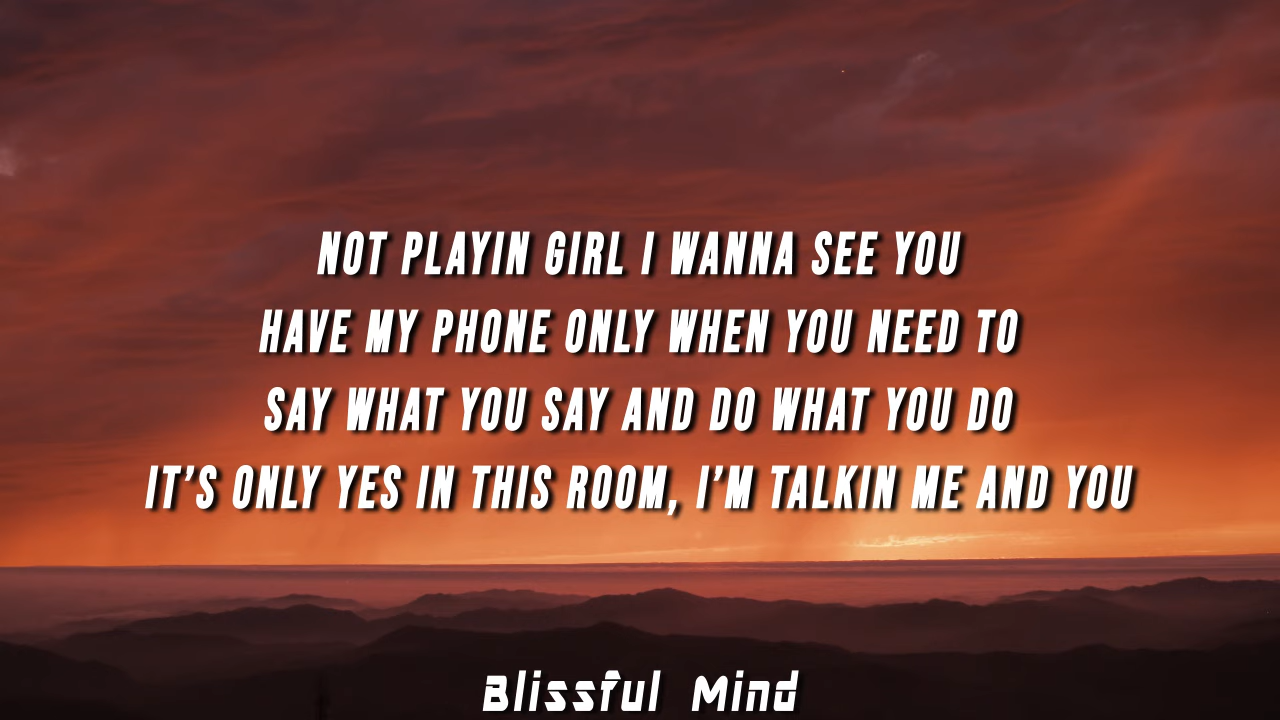 NOT PLAYIN GIRL I WANNA SEE YOU
HAVE MY PHONE ONLY WHEN YOU NEED TO
SAY WHAT YOU SAY AND DO WHAT YOU DO
IT'S ONLY YES IN THIS ROOM, I'M TALKIN ME AND YOU
Blissful Mind